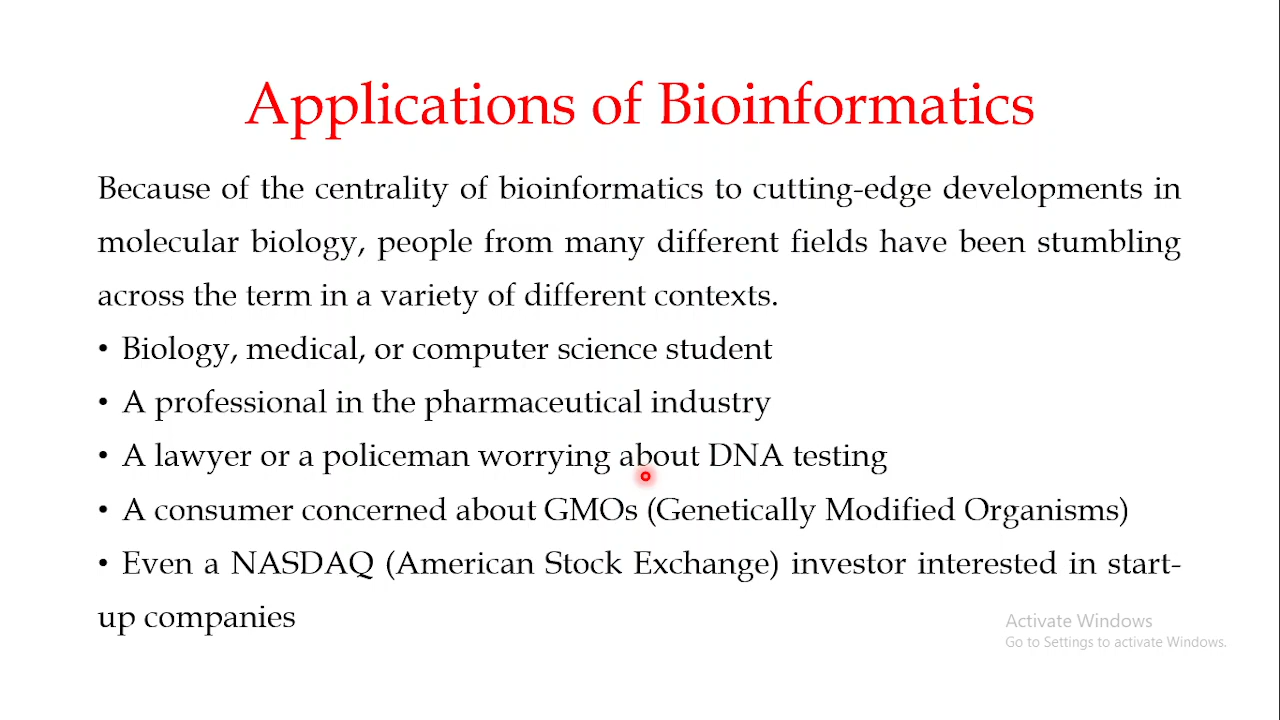 Applications of Bioinformatics
Because of the centrality of bioinformatics to cutting-edge developments in
molecular biology, people from many different fields have been stumbling
across the term in a variety of different contexts.
• Biology, medical, or computer science student
• A professional in the pharmaceutical industry
• A lawyer or a policeman worrying about DNA testing
• A consumer concerned about GMOs (Genetically Modified Organisms)
• Even a NASDAQ (American Stock Exchange) investor interested in start-
up companies
Activate Windows
Go to Settings to activate Windows.